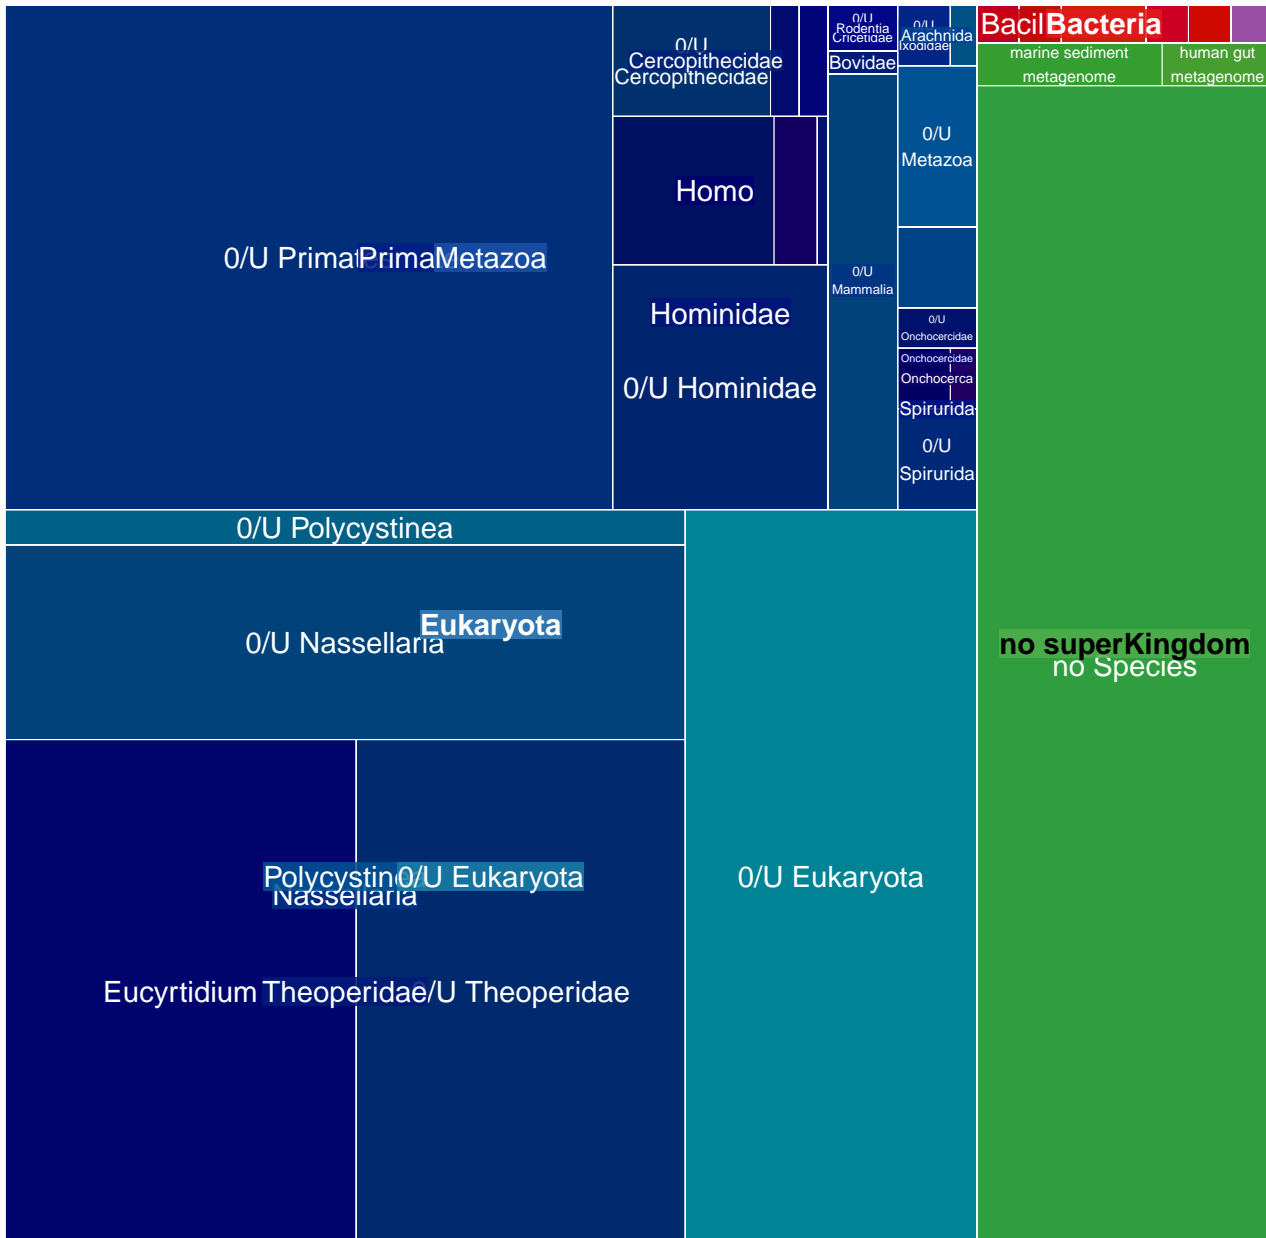 0/U
Cercopithecidae
Cercopithecidae
0/U
Rodentia
Cricetidae
Bovidae
0/U
Arachnida
Ixodidae
Bacil
Bacteria
marine sediment
metagenome
human gut
metagenome
0/U
Metazoa
Homo
0/U Prima
Prima
Metazoa
0/U
Mammalia
Hominidae
0/U Hominidae
0/U
Onchocercidae
Onchocercidae
Onchocerca
Spirurida
0/U
Spirurida
0/U Polycystinea
Eukaryota
0/U Nassellaria
no superKingdom
no Species
Polycystin
0/U Eukaryota
Nassellaria
0/U Eukaryota
Eucyrtidium
Theoperidae
/U Theoperidae